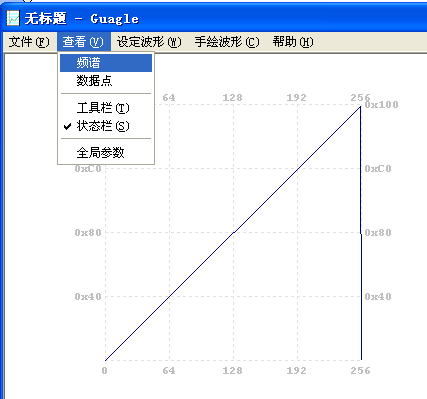 无标题 - Guagle
文件(F) 查看(V) 设定波形(W) 手绘波形(C) 帮助(H)
频谱
数据点
工具栏(T)
状态栏(S)
全局参数
64 128 192 256
0x100
0xC0
0x80 0x80
0x40 0x40
0 64 128 192 256